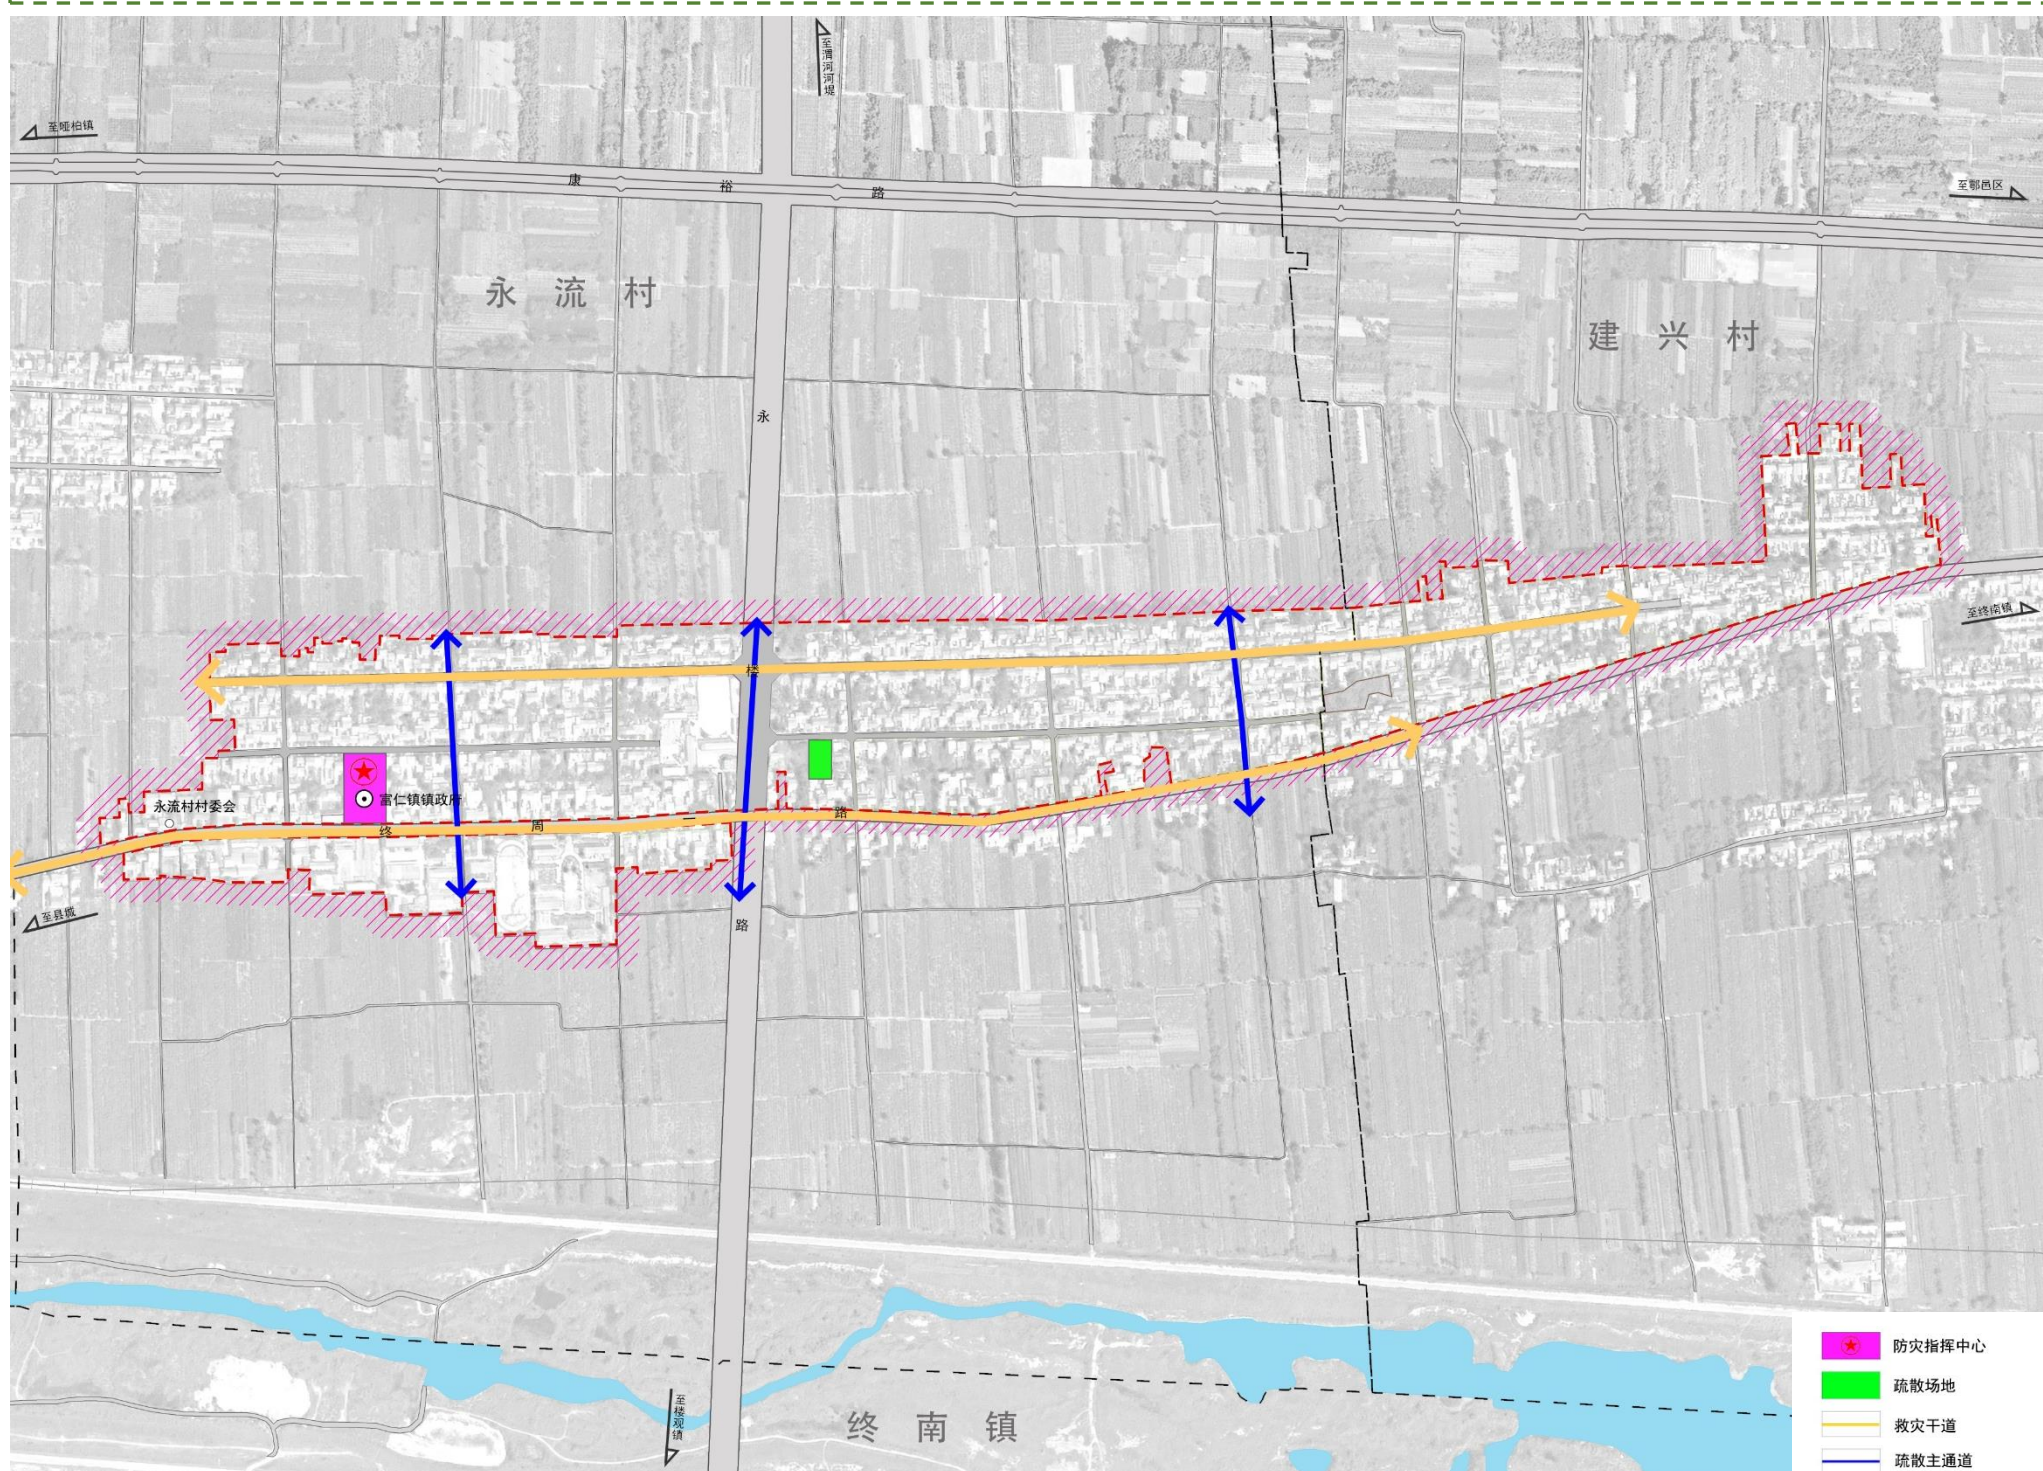 至渭河河堤
至哑柏镇
康裕路
至鄠邑区
永流村
建兴村
永
楼
路
至终南镇
富仁镇镇政府
永流村村委会
终周一路
至县城
至楼观镇
终南镇
防灾指挥中心
疏散场地
救灾干道
疏散主通道